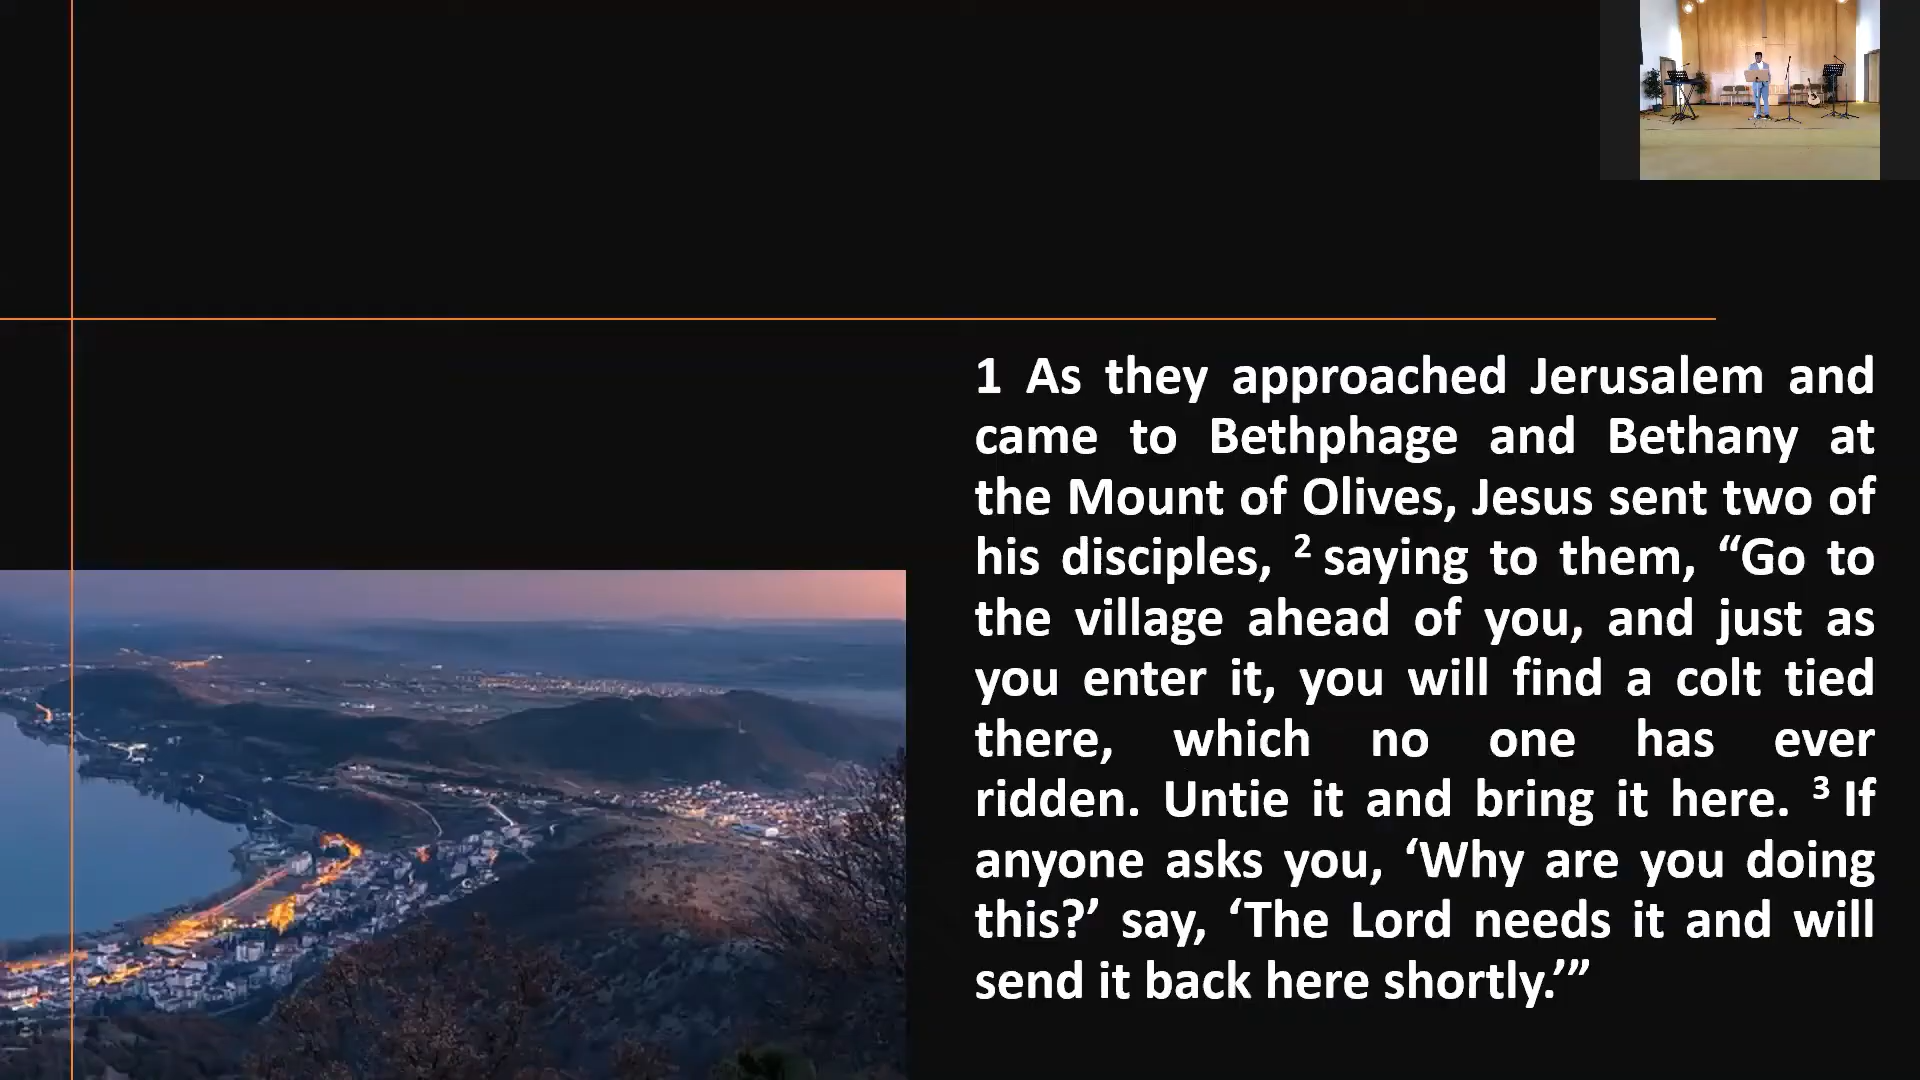 1 As they approached Jerusalem and
came to Bethphage and Bethany at
the Mount of Olives, Jesus sent two of
his disciples, ² saying to them, “Go to
the village ahead of you, and just as
you enter it, you will find a colt tied
there, which no one has ever
ridden. Untie it and bring it here. ³ If
anyone asks you, ‘Why are you doing
this?’ say, ‘The Lord needs it and will
send it back here shortly.’”